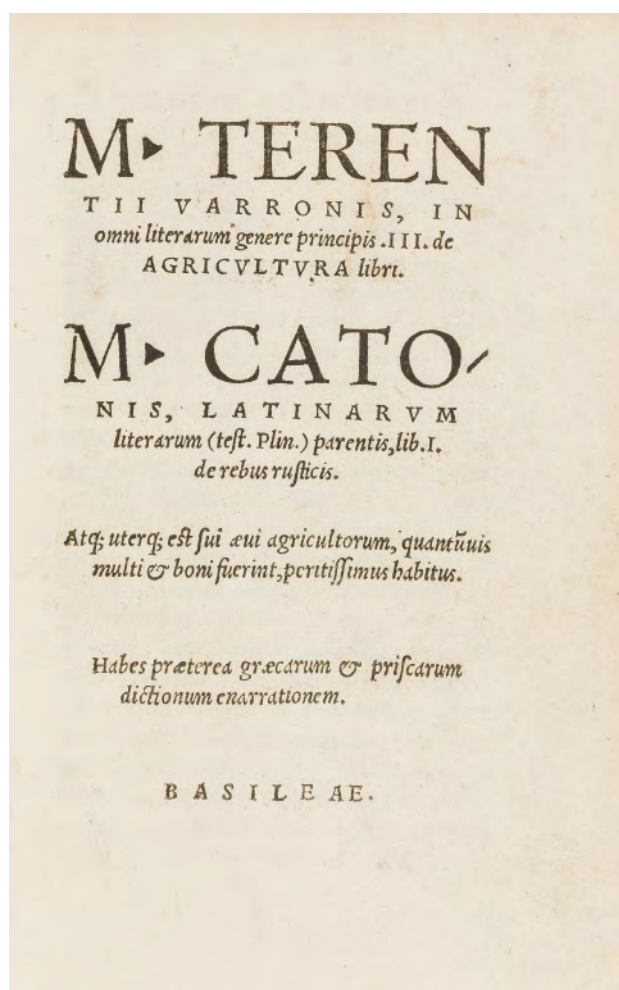 M▸ TEREN
TII VARRONIS, IN
omni literarum genere principis .III. de
AGRICVLTVRA libri.
M▸ CATO⸗
NIS, LATINARVM
literarum (test. Plin.) parentis, lib.I.
de rebus rusticis.
Atq; uterq; est sui æui agricultorum, quantũuis
multi & boni fuerint, peritissimus habitus.
Habes præterea græcarum & priscarum
dictionum enarrationem.
BASILEAE.